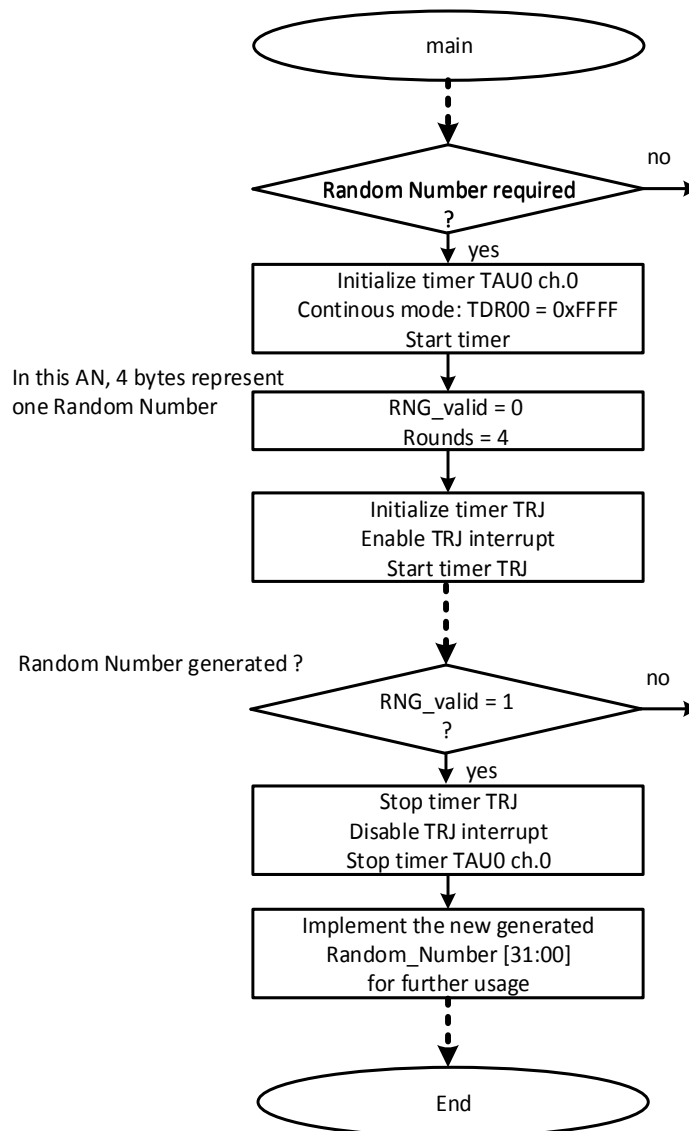 main
no
Random Number required
?
yes
Initialize timer TAU0 ch.0
Continous mode: TDR00 = 0xFFFF
Start timer
In this AN, 4 bytes represent
one Random Number
RNG_valid = 0
Rounds = 4
Initialize timer TRJ
Enable TRJ interrupt
Start timer TRJ
Random Number generated ?
no
RNG_valid = 1
?
yes
Stop timer TRJ
Disable TRJ interrupt
Stop timer TAU0 ch.0
Implement the new generated
Random_Number [31:00]
for further usage
End